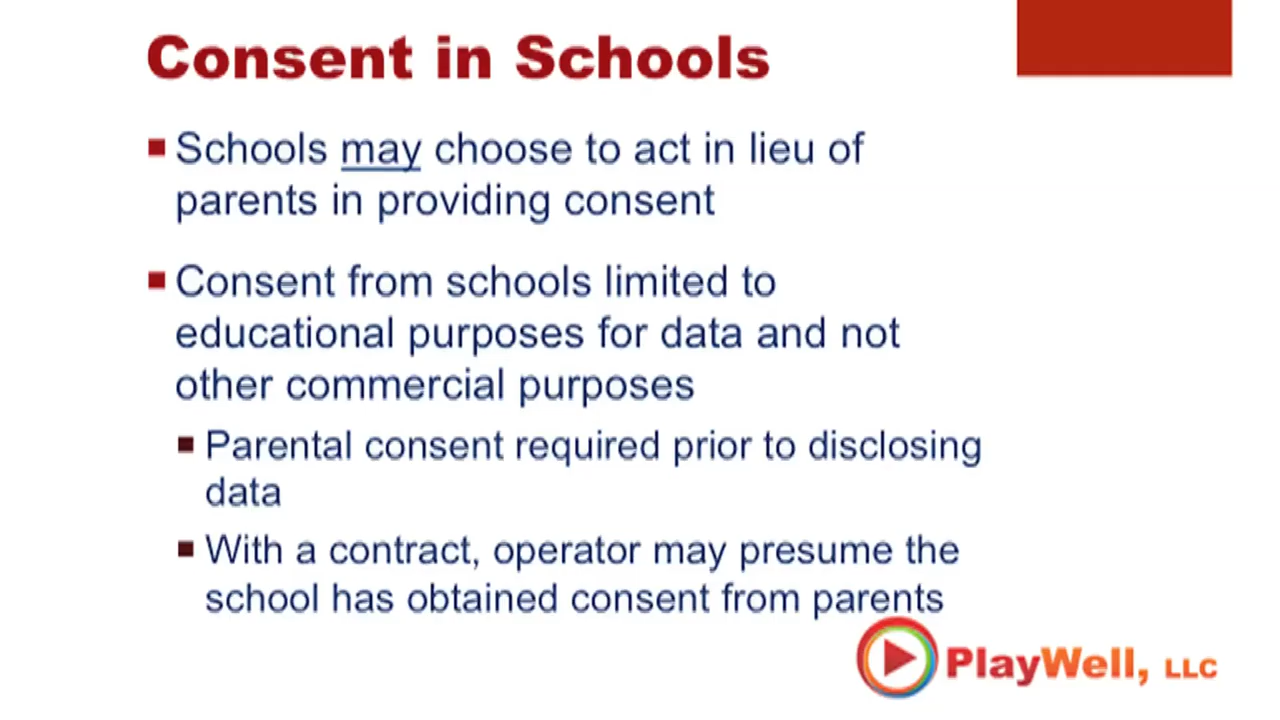 Consent in Schools
Schools may choose to act in lieu of
parents in providing consent
Consent from schools limited to
educational purposes for data and not
other commercial purposes
Parental consent required prior to disclosing
data
With a contract, operator may presume the
school has obtained consent from parents
PlayWell, LLC